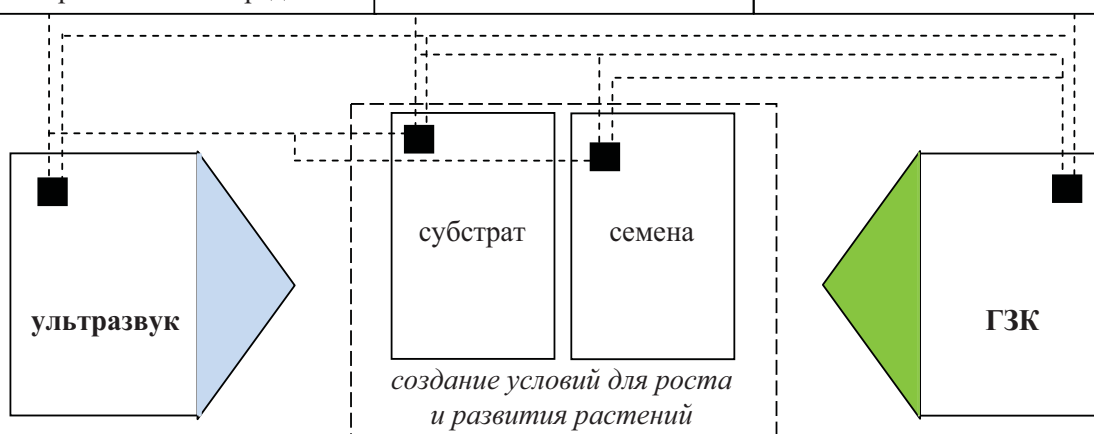 субстрат
семена
ультразвук
ГЗК
создание условий для роста
и развития растений